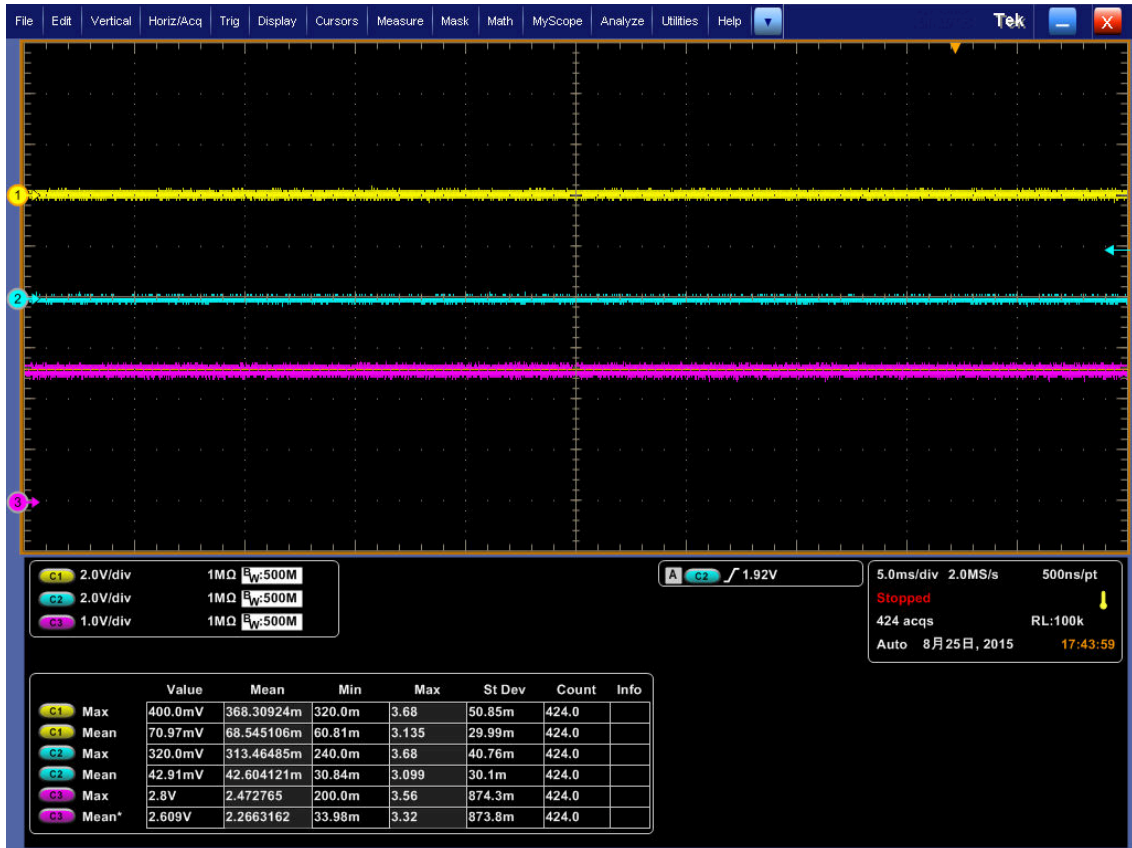 File Edit Vertical Horiz/Acq Trig Display Cursors Measure Mask Math MyScope Analyze Utilities Help Tek X
1
2
3
C1 2.0V/div 1MΩ BW:500M
C2 2.0V/div 1MΩ BW:500M
C3 1.0V/div 1MΩ BW:500M
A C2 1.92V
5.0ms/div 2.0MS/s 500ns/pt
Stopped
424 acqs RL:100k
Auto 8月25日, 2015 17:43:59
Value Mean Min Max St Dev Count Info
C1 Max 400.0mV 368.30924m 320.0m 3.68 50.85m 424.0
C1 Mean 70.97mV 68.545106m 60.81m 3.135 29.99m 424.0
C2 Max 320.0mV 313.46485m 240.0m 3.68 40.76m 424.0
C2 Mean 42.91mV 42.604121m 30.84m 3.099 30.1m 424.0
C3 Max 2.8V 2.472765 200.0m 3.56 874.3m 424.0
C3 Mean* 2.609V 2.2663162 33.98m 3.32 873.8m 424.0